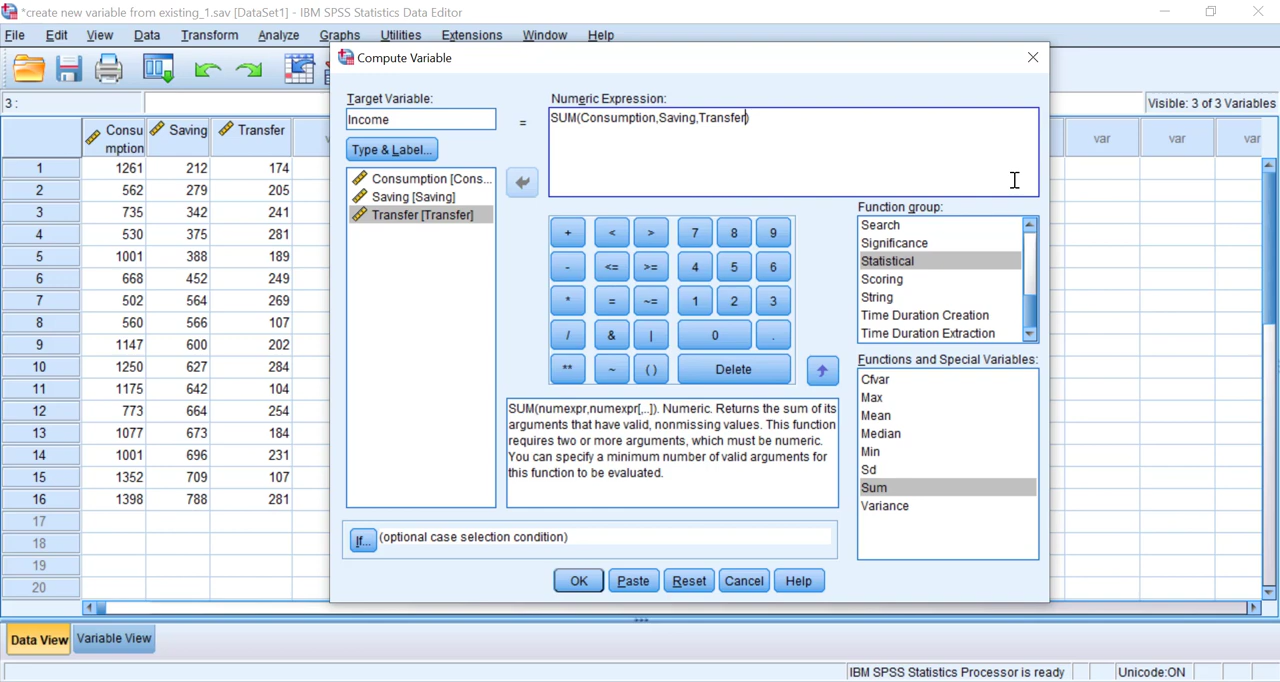 *create new variable from existing_1.sav [DataSet1] - IBM SPSS Statistics Data Editor
File Edit View Data Transform Analyze Graphs Utilities Extensions Window Help
Compute Variable
3 :
Visible: 3 of 3 Variables
Target Variable:
Income
=
Numeric Expression:
SUM(Consumption,Saving,Transfer)
Type & Label...
Consumption [Cons...
Saving [Saving]
Transfer [Transfer]
Consu
mption
Saving
Transfer
var
var
var
1 1261 212 174
2 562 279 205
3 735 342 241
4 530 375 281
5 1001 388 189
6 668 452 249
7 502 564 269
8 560 566 107
9 1147 600 202
10 1250 627 284
11 1175 642 104
12 773 664 254
13 1077 673 184
14 1001 696 231
15 1352 709 107
16 1398 788 281
17
18
19
20
+ < > 7 8 9
- <= >= 4 5 6
* = ~= 1 2 3
/ & | 0 .
** ~ ( ) Delete
Function group:
Search
Significance
Statistical
Scoring
String
Time Duration Creation
Time Duration Extraction
Functions and Special Variables:
Cfvar
Max
Mean
Median
Min
Sd
Sum
Variance
SUM(numexpr,numexpr[,..]). Numeric. Returns the sum of its
arguments that have valid, nonmissing values. This function
requires two or more arguments, which must be numeric.
You can specify a minimum number of valid arguments for
this function to be evaluated.
If... (optional case selection condition)
OK Paste Reset Cancel Help
Data View Variable View
IBM SPSS Statistics Processor is ready Unicode:ON